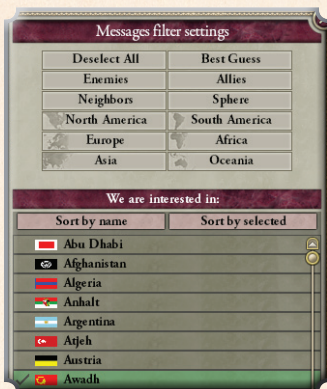 Messages filter settings
Deselect All Best Guess
Enemies Allies
Neighbors Sphere
North America South America
Europe Africa
Asia Oceania
We are interested in:
Sort by name Sort by selected
Abu Dhabi
Afghanistan
Algeria
Anhalt
Argentina
Atjeh
Austria
Awadh